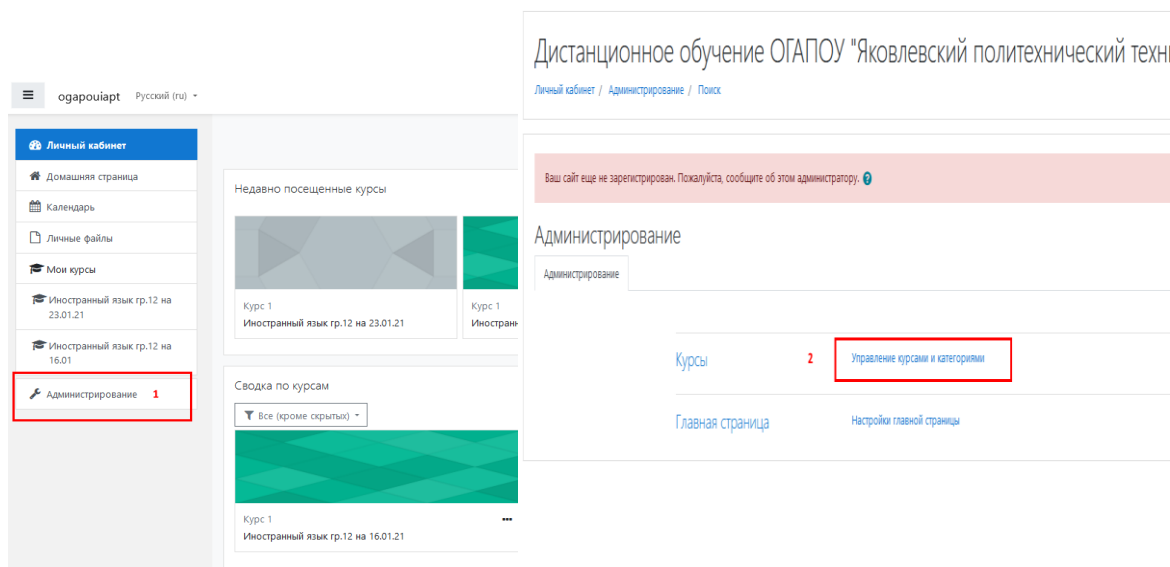 ogapouiapt Русский (ru)
Личный кабинет
Домашняя страница
Календарь
Личные файлы
Мои курсы
Иностранный язык гр.12 на
23.01.21
Иностранный язык гр.12 на
16.01
Администрирование 1
Недавно посещенные курсы
Курс 1
Иностранный язык гр.12 на 23.01.21
Курс 1
Иностранн
Сводка по курсам
Все (кроме скрытых)
Курс 1
Иностранный язык гр.12 на 16.01.21
Дистанционное обучение ОГАПОУ "Яковлевский политехнический техни
Личный кабинет / Администрирование / Поиск
Ваш сайт еще не зарегистрирован. Пожалуйста, сообщите об этом администратору.
Администрирование
Администрирование
Курсы 2 Управление курсами и категориями
Главная страница Настройки главной страницы